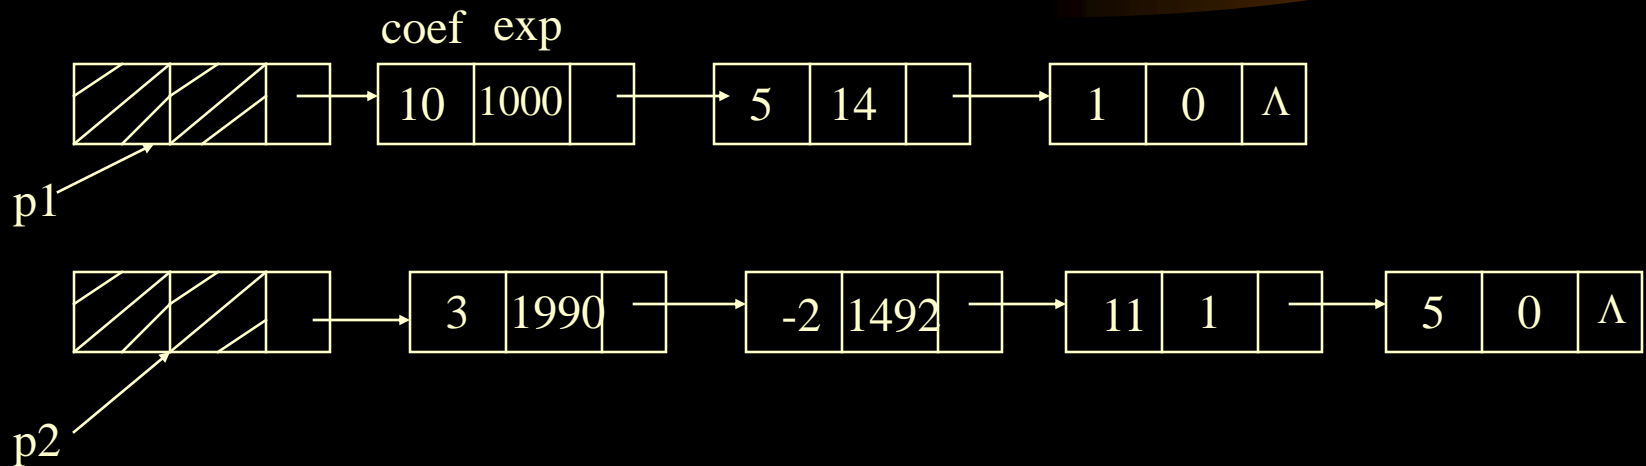 coef exp
10 1000 5 14 1 0 Λ
p1
3 1990 -2 1492 11 1 5 0 Λ
p2